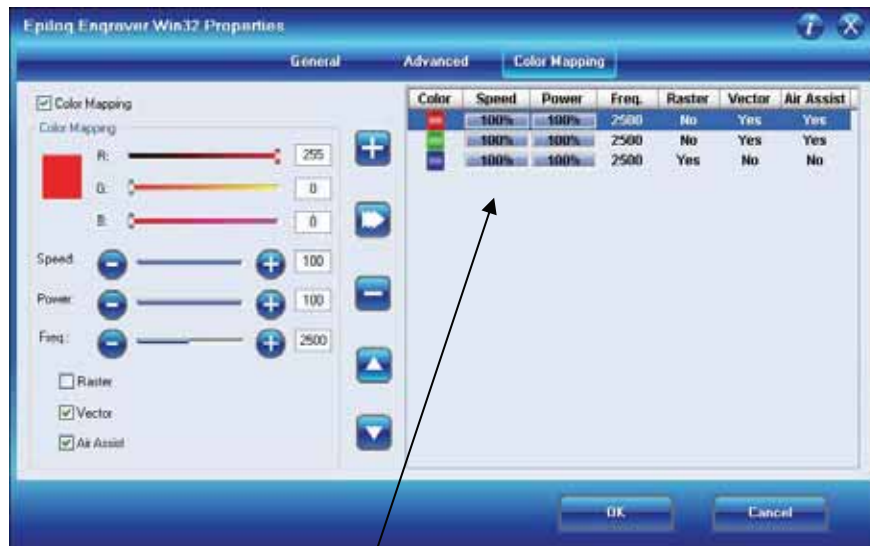 Epilog Engraver Win32 Properties
General Advanced Color Mapping
Color Mapping
Color Mapping
R: 255
G: 0
B: 0
Speed: 100
Power: 100
Freq.: 2500
Raster
Vector
Air Assist
Color Speed Power Freq. Raster Vector Air Assist
100% 100% 2500 No Yes Yes
100% 100% 2500 No Yes Yes
100% 100% 2500 Yes No No
OK Cancel